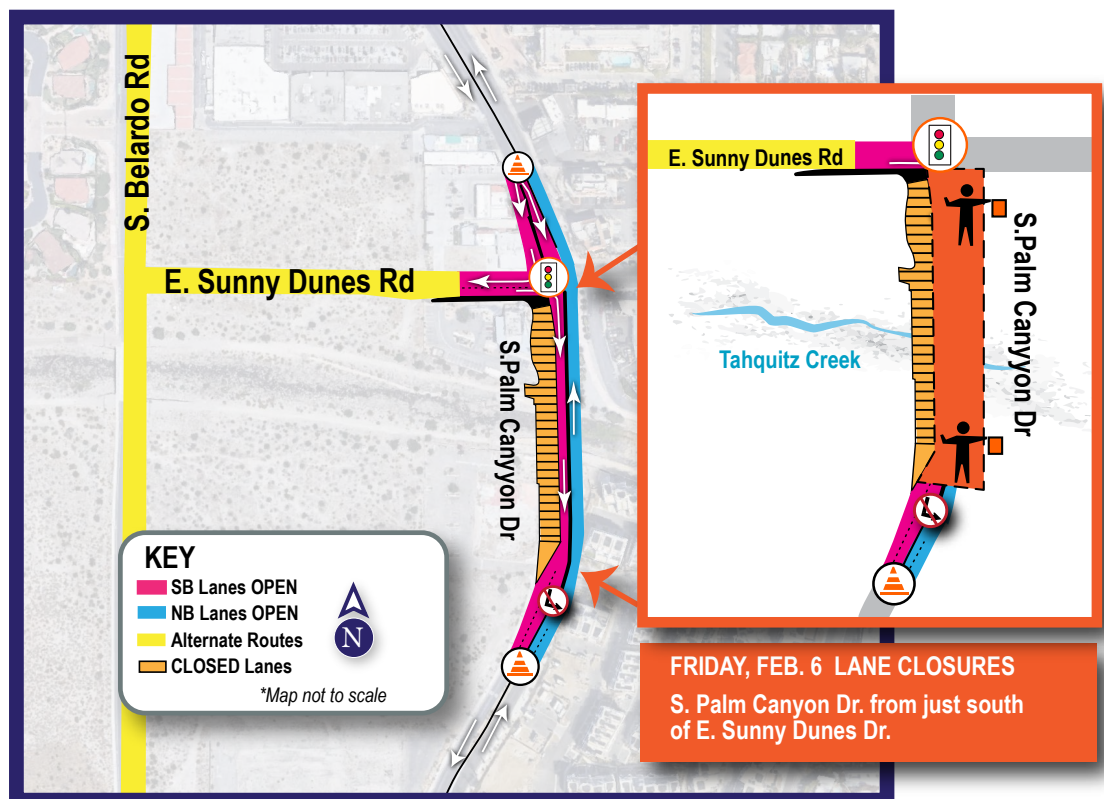 S. Belardo Rd
E. Sunny Dunes Rd
S.Palm Canyyon Dr
KEY
SB Lanes OPEN
NB Lanes OPEN
Alternate Routes
CLOSED Lanes
N
*Map not to scale
E. Sunny Dunes Rd
S.Palm Canyyon Dr
Tahquitz Creek
FRIDAY, FEB. 6 LANE CLOSURES
S. Palm Canyon Dr. from just south
of E. Sunny Dunes Dr.